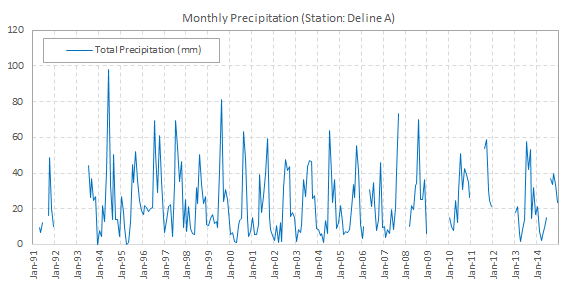 Monthly Precipitation (Station: Deline A)
120
Total Precipitation (mm)
100
80
60
40
20
0
Jan-91
Jan-92
Jan-93
Jan-94
Jan-95
Jan-96
Jan-97
Jan-98
Jan-99
Jan-00
Jan-01
Jan-02
Jan-03
Jan-04
Jan-05
Jan-06
Jan-07
Jan-08
Jan-09
Jan-10
Jan-11
Jan-12
Jan-13
Jan-14